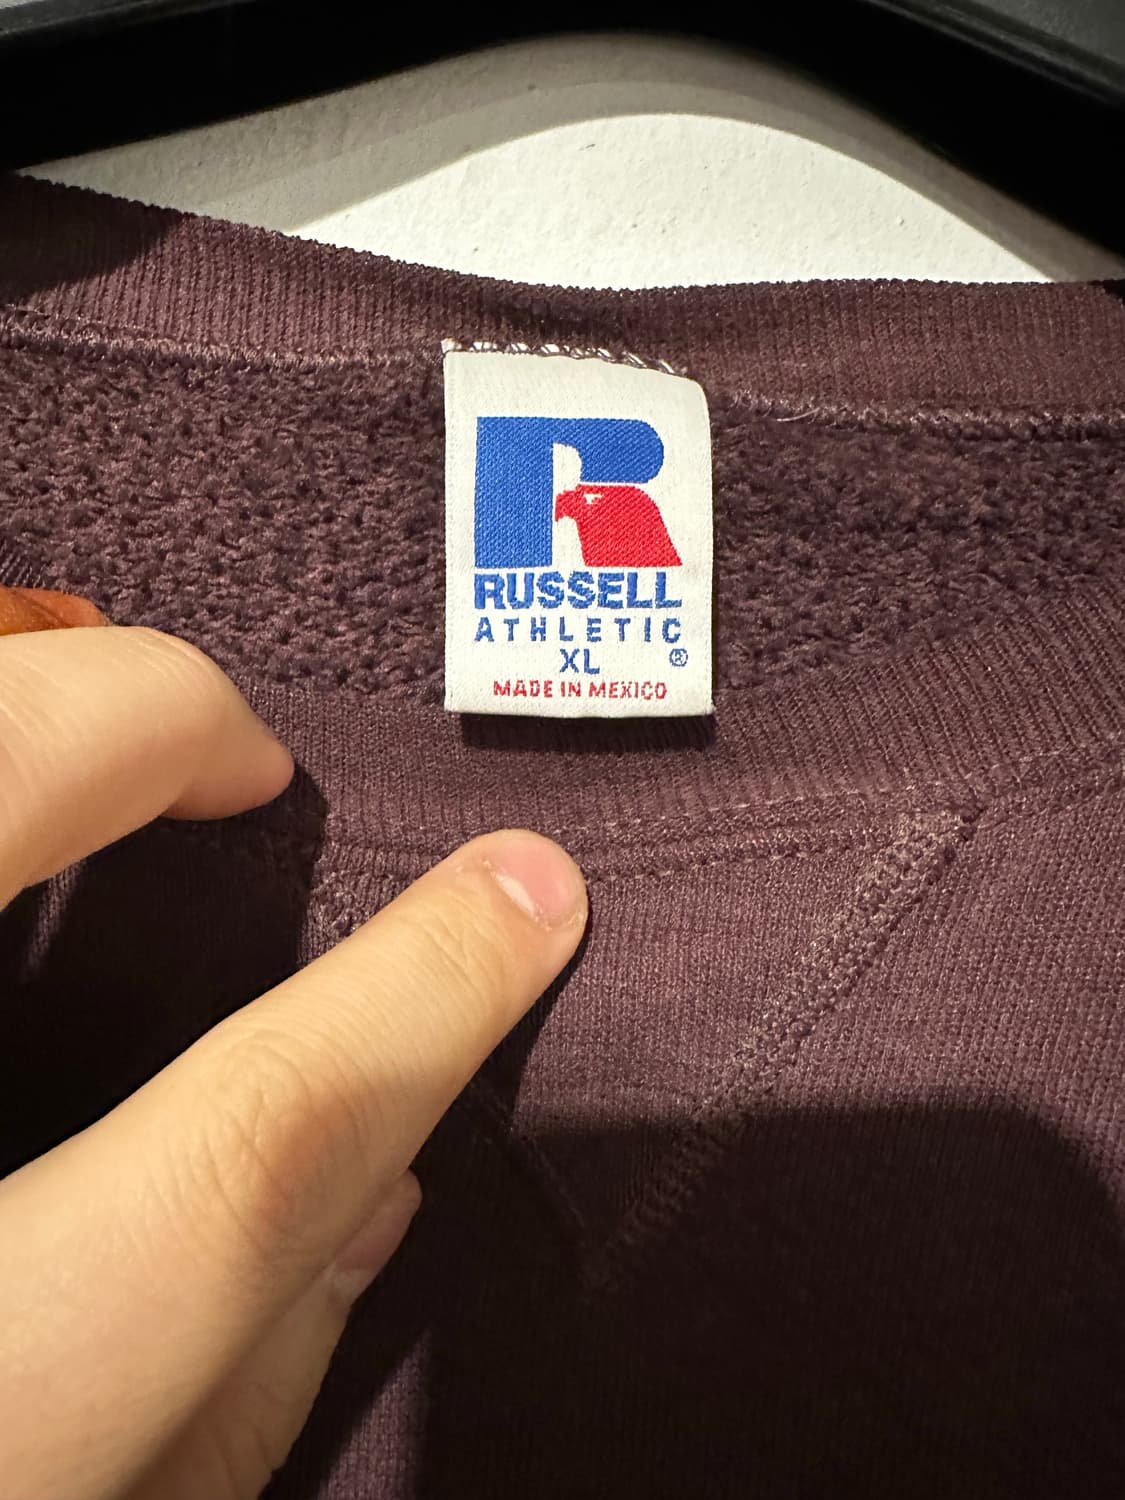 R
RUSSELL
ATHLETIC
XL ®
MADE IN MEXICO